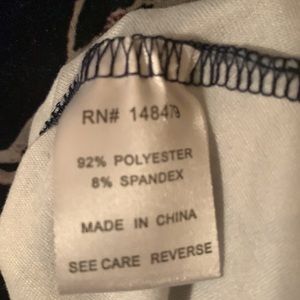 RN# 148479
92% POLYESTER
8% SPANDEX
MADE IN CHINA
SEE CARE REVERSE